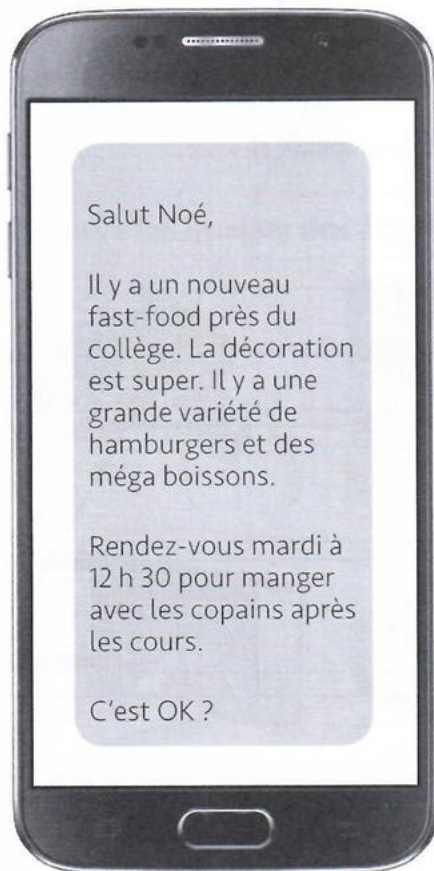 Salut Noé,
Il y a un nouveau
fast-food près du
collège. La décoration
est super. Il y a une
grande variété de
hamburgers et des
méga boissons.
Rendez-vous mardi à
12 h 30 pour manger
avec les copains après
les cours.
C'est OK ?